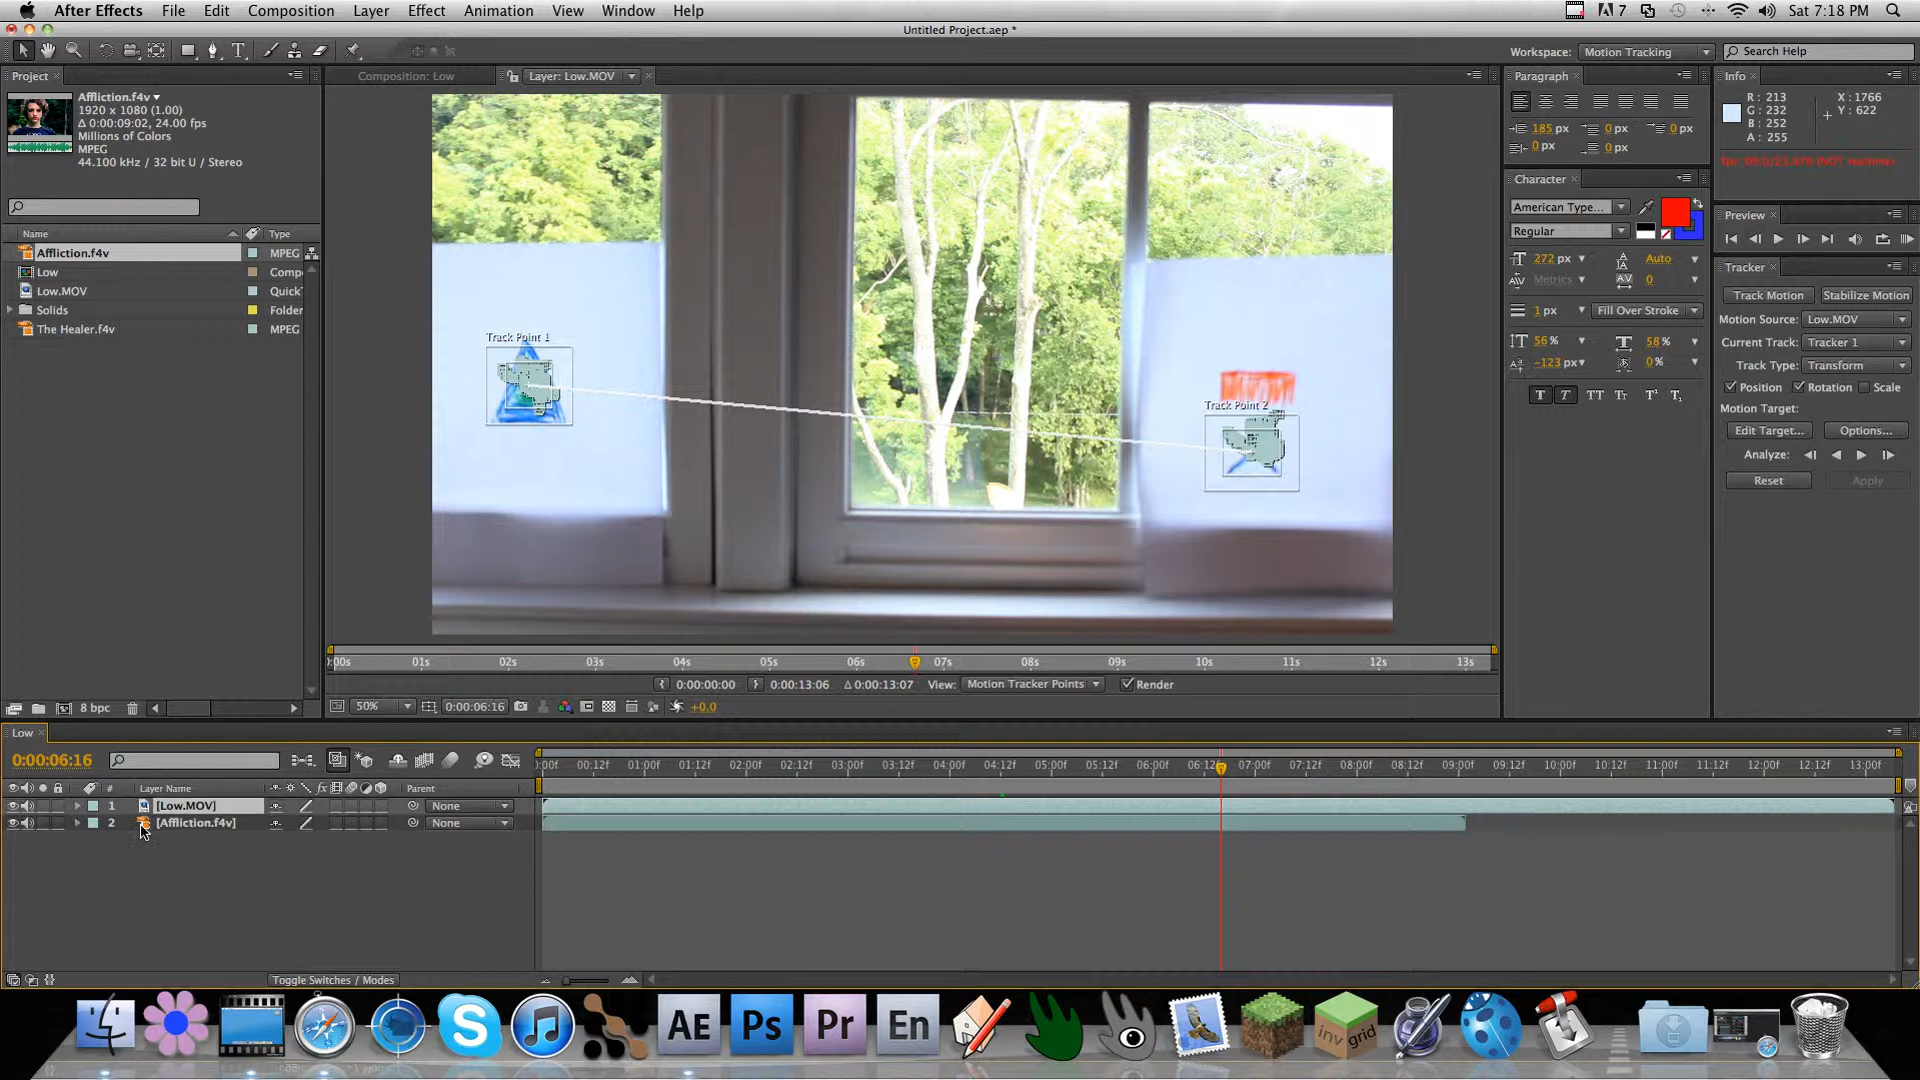 After Effects File Edit Composition Layer Effect Animation View Window Help 7 Sat 7:18 PM
Untitled Project.aep *
Workspace: Motion Tracking Search Help
Project Composition: Low Layer: Low.MOV Paragraph Info
Affliction.f4v
1920 x 1080 (1.00)
Δ 0:00:09:02, 24.00 fps
Millions of Colors
MPEG
44.100 kHz / 32 bit U / Stereo
Name Type
Affliction.f4v MPEG
Low Compo
Low.MOV Quick
Solids Folder
The Healer.f4v MPEG
8 bpc
Track Point 1
Track Point 2
:00s 01s 02s 03s 04s 05s 06s 07s 08s 09s 10s 11s 12s 13s
0:00:00:00 0:00:13:06 Δ 0:00:13:07 View: Motion Tracker Points Render
50% 0:00:06:16 +0.0
185 px 0 px 0 px
0 px 0 px
Character
American Type...
Regular
272 px Auto
Metrics 0
1 px Fill Over Stroke
56 % 58 %
-123 px 0 %
T T TT Tt T¹ T₁
R: 213
G: 232
B: 252
A: 255
X: 1766
Y: 622
Preview
Tracker
Track Motion Stabilize Motion
Motion Source: Low.MOV
Current Track: Tracker 1
Track Type: Transform
Position Rotation Scale
Motion Target:
Edit Target... Options...
Analyze:
Reset Apply
Low
0:00:06:16
:00f 00:12f 01:00f 01:12f 02:00f 02:12f 03:00f 03:12f 04:00f 04:12f 05:00f 05:12f 06:00f 06:12f 07:00f 07:12f 08:00f 08:12f 09:00f 09:12f 10:00f 10:12f 11:00f 11:12f 12:00f 12:12f 13:00f
# Layer Name Parent
1 [Low.MOV] None
2 [Affliction.f4v] None
Toggle Switches / Modes
AE Ps Pr En inv grid